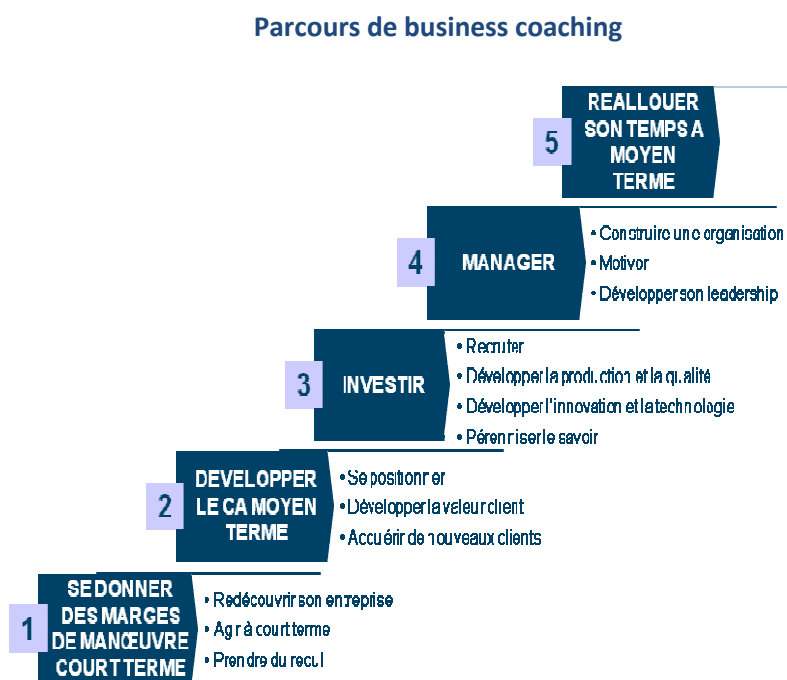 Parcours de business coaching
5
REALLOUER
SON TEMPS A
MOYEN
TERME
4
MANAGER
• Construire une organisation
• Motiver
• Développer son leadership
3
INVESTIR
• Recruter
• Développer la production et la qualité
• Développer l'innovation et la technologie
• Pérenniser le savoir
2
DEVELOPPER
LE CA MOYEN
TERME
• Se positionner
• Développer la valeur client
• Acquérir de nouveaux clients
1
SE DONNER
DES MARGES
DE MANŒUVRE
COURT TERME
• Redécouvrir son entreprise
• Agir à court terme
• Prendre du recul